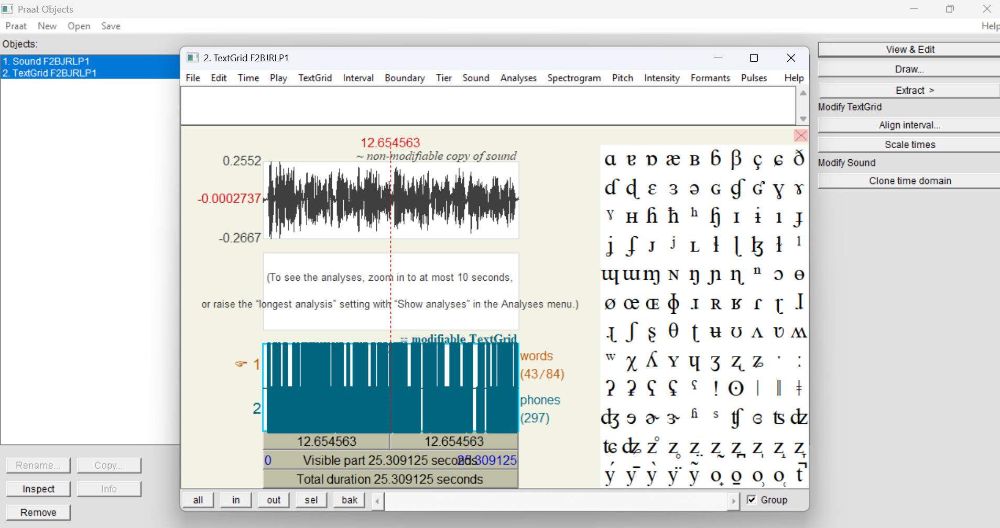 Praat Objects
Praat New Open Save Help
Objects:
1. Sound F2BJRLP1
2. TextGrid F2BJRLP1
2. TextGrid F2BJRLP1
File Edit Time Play TextGrid Interval Boundary Tier Sound Analyses Spectrogram Pitch Intensity Formants Pulses Help
12.654563
~ non-modifiable copy of sound
0.2552
-0.0002737
-0.2667
(To see the analyses, zoom in to at most 10 seconds,
or raise the “longest analysis” setting with “Show analyses” in the Analyses menu.)
⠶ modifiable TextGrid
☞ 1
words
(43/84)
2
phones
(297)
12.654563 12.654563
0 Visible part 25.309125 seconds 25.309125
Total duration 25.309125 seconds
all in out sel bak Group
ɑ ɐ ɒ æ ʙ ɓ β ç ɕ ð
ɗ ɖ ɛ ɜ ə ɢ ɠ ʛ ɣ ɤ
ˠ ʜ ɦ ħ ʰ ɧ ɪ ɨ ı ɟ
ʝ ʄ ᴊ ʲ ʟ ɫ ɭ ɮ ɫ ˡ
ɰ ɯ ɱ ɴ ŋ ɲ ɳ ⁿ ɔ ɵ
ø œ ɶ ɸ ɹ ʀ ʁ ɾ ɽ ɺ
ɻ ʃ ʂ θ ʈ ʉ ʊ ʌ ʋ ʍ
ʷ χ ʎ ʏ ɥ ʒ ʐ ʑ ˑ ː
ʔ ʡ ʕ ʢ ˤ ǃ ʘ ǀ ǁ ǂ
ʤ ɘ ɚ ɝ ʱ ˢ ʧ ɞ ʦ ʣ
ʨ ʥ z̊ z̥ z̤ z̰ z̪ z̩ z̝ z̞
ý ȳ ỳ ÿ ỹ o̟ o̠ o̹ o̜ t̚
View & Edit
Draw...
Extract >
Modify TextGrid
Align interval...
Scale times
Modify Sound
Clone time domain
Rename... Copy...
Inspect Info
Remove